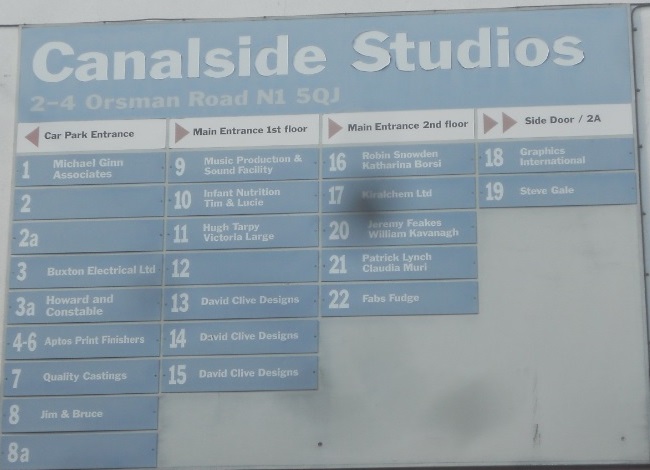 Canalside Studios
2-4 Orsman Road N1 5QJ
Car Park Entrance
1 Michael Ginn
Associates
2
2a
3 Buxton Electrical Ltd
3a Howard and
Constable
4-6 Aptos Print Finishers
7 Quality Castings
8 Jim & Bruce
8a
Main Entrance 1st floor
9 Music Production &
Sound Facility
10 Infant Nutrition
Tim & Lucie
11 Hugh Tarpy
Victoria Large
12
13 David Clive Designs
14 David Clive Designs
15 David Clive Designs
Main Entrance 2nd floor
16 Robin Snowden
Katharina Borsi
17 Kiralchem Ltd
20 Jeremy Feakes
William Kavanagh
21 Patrick Lynch
Claudia Muri
22 Fabs Fudge
Side Door / 2A
18 Graphics
International
19 Steve Gale